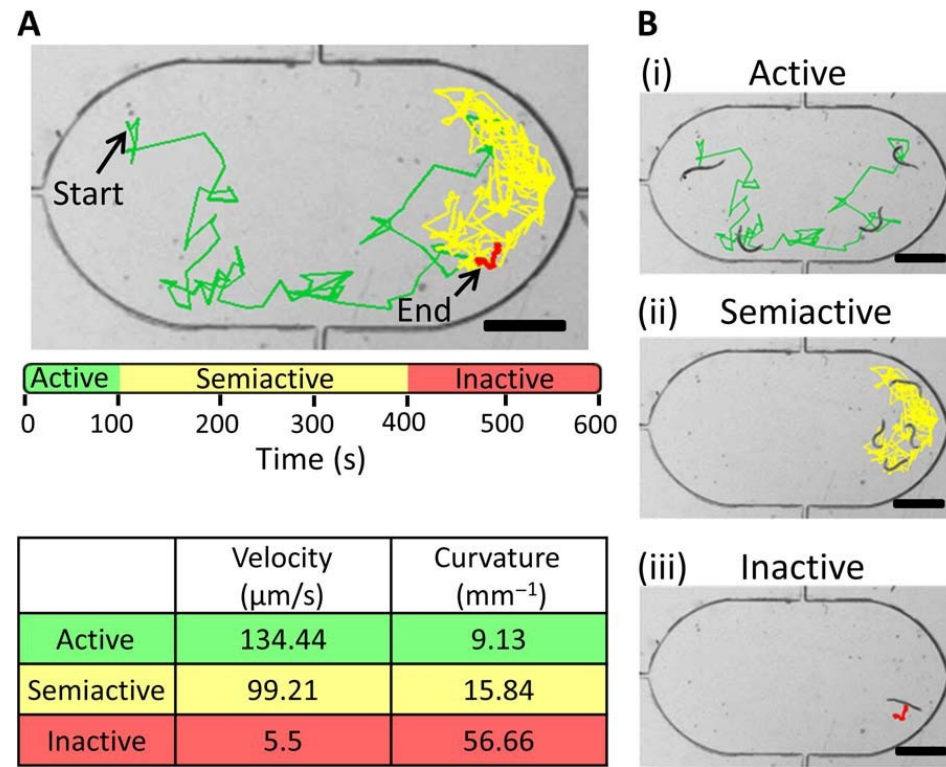 A
Start
End
Active Semiactive Inactive
0 100 200 300 400 500 600
Time (s)
Velocity (μm/s) Curvature (mm⁻¹)
Active 134.44 9.13
Semiactive 99.21 15.84
Inactive 5.5 56.66
B
(i) Active
(ii) Semiactive
(iii) Inactive